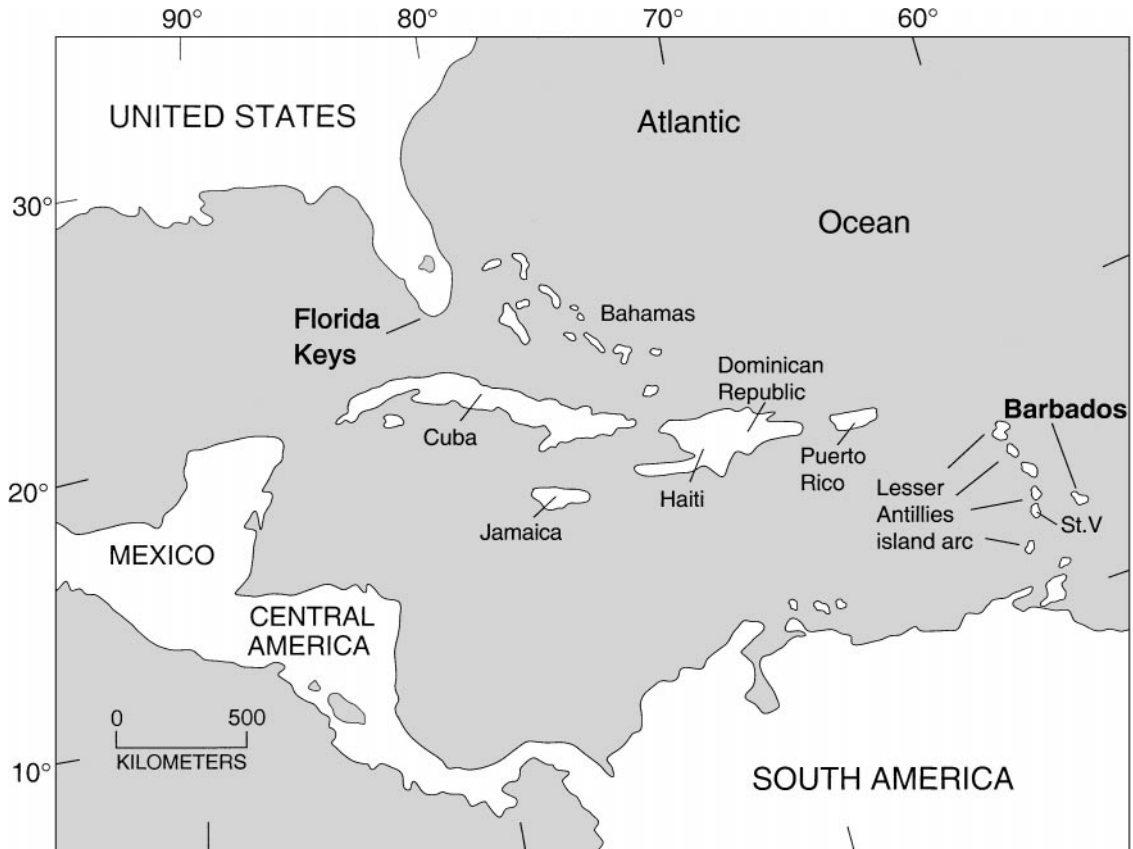 90°
80°
70°
60°
UNITED STATES
Atlantic
30°
Ocean
Florida
Keys
Bahamas
Dominican
Republic
Barbados
Cuba
Puerto
Rico
20°
Haiti
Lesser
Antillies
island arc
Jamaica
St.V
MEXICO
CENTRAL
AMERICA
0
500
KILOMETERS
10°
SOUTH AMERICA